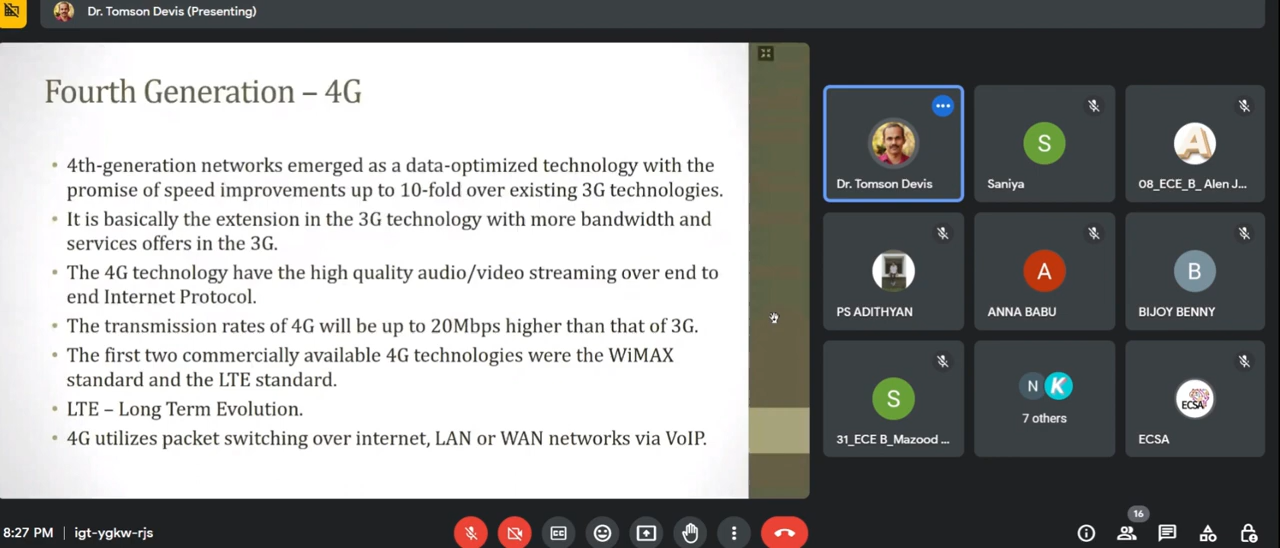 Dr. Tomson Devis (Presenting)
Fourth Generation – 4G
• 4th-generation networks emerged as a data-optimized technology with the
promise of speed improvements up to 10-fold over existing 3G technologies.
• It is basically the extension in the 3G technology with more bandwidth and
services offers in the 3G.
• The 4G technology have the high quality audio/video streaming over end to
end Internet Protocol.
• The transmission rates of 4G will be up to 20Mbps higher than that of 3G.
• The first two commercially available 4G technologies were the WiMAX
standard and the LTE standard.
• LTE – Long Term Evolution.
• 4G utilizes packet switching over internet, LAN or WAN networks via VoIP.
Dr. Tomson Devis
S
Saniya
A
08_ECE_B_ Alen J...
PS ADITHYAN
A
ANNA BABU
B
BIJOY BENNY
S
31_ECE B_Mazood ...
N K
7 others
ECSA
ECSA
8:27 PM | igt-ygkw-rjs
CC
16